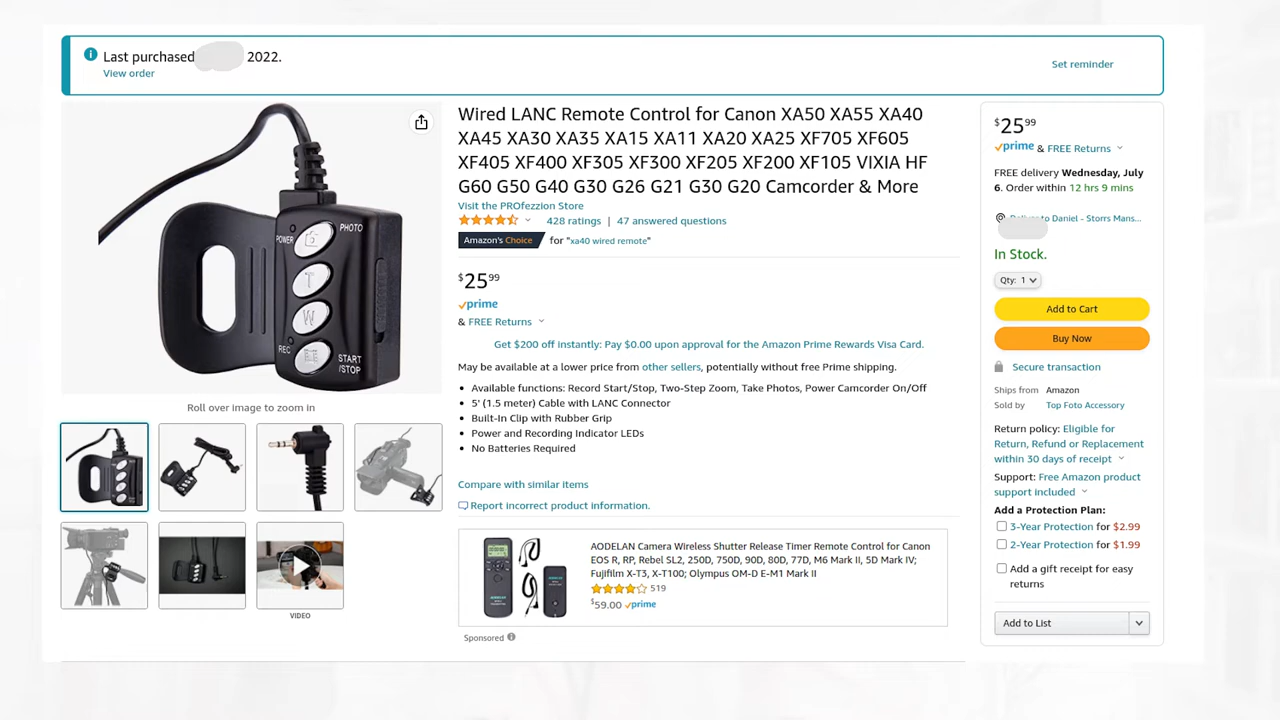 Last purchased 2022.
View order
Set reminder
POWER
PHOTO
T
W
REC
START
/STOP
Roll over image to zoom in
VIDEO
Wired LANC Remote Control for Canon XA50 XA55 XA40
XA45 XA30 XA35 XA15 XA11 XA20 XA25 XF705 XF605
XF405 XF400 XF305 XF300 XF205 XF200 XF105 VIXIA HF
G60 G50 G40 G30 G26 G21 G30 G20 Camcorder & More
Visit the PROfezzion Store
428 ratings | 47 answered questions
Amazon's Choice for "xa40 wired remote"
$25 99
prime
& FREE Returns
Get $200 off instantly: Pay $0.00 upon approval for the Amazon Prime Rewards Visa Card.
May be available at a lower price from other sellers, potentially without free Prime shipping.
• Available functions: Record Start/Stop, Two-Step Zoom, Take Photos, Power Camcorder On/Off
• 5' (1.5 meter) Cable with LANC Connector
• Built-In Clip with Rubber Grip
• Power and Recording Indicator LEDs
• No Batteries Required
Compare with similar items
Report incorrect product information.
AODELAN Camera Wireless Shutter Release Timer Remote Control for Canon
EOS R, RP, Rebel SL2, 250D, 750D, 90D, 80D, 77D, M6 Mark II, 5D Mark IV;
Fujifilm X-T3, X-T100; Olympus OM-D E-M1 Mark II
519
$59.00 prime
Sponsored
$25 99
prime & FREE Returns
FREE delivery Wednesday, July
6. Order within 12 hrs 9 mins
to Daniel - Storrs Mans...
In Stock.
Qty: 1
Add to Cart
Buy Now
Secure transaction
Ships from Amazon
Sold by Top Foto Accessory
Return policy: Eligible for
Return, Refund or Replacement
within 30 days of receipt
Support: Free Amazon product
support included
Add a Protection Plan:
3-Year Protection for $2.99
2-Year Protection for $1.99
Add a gift receipt for easy
returns
Add to List